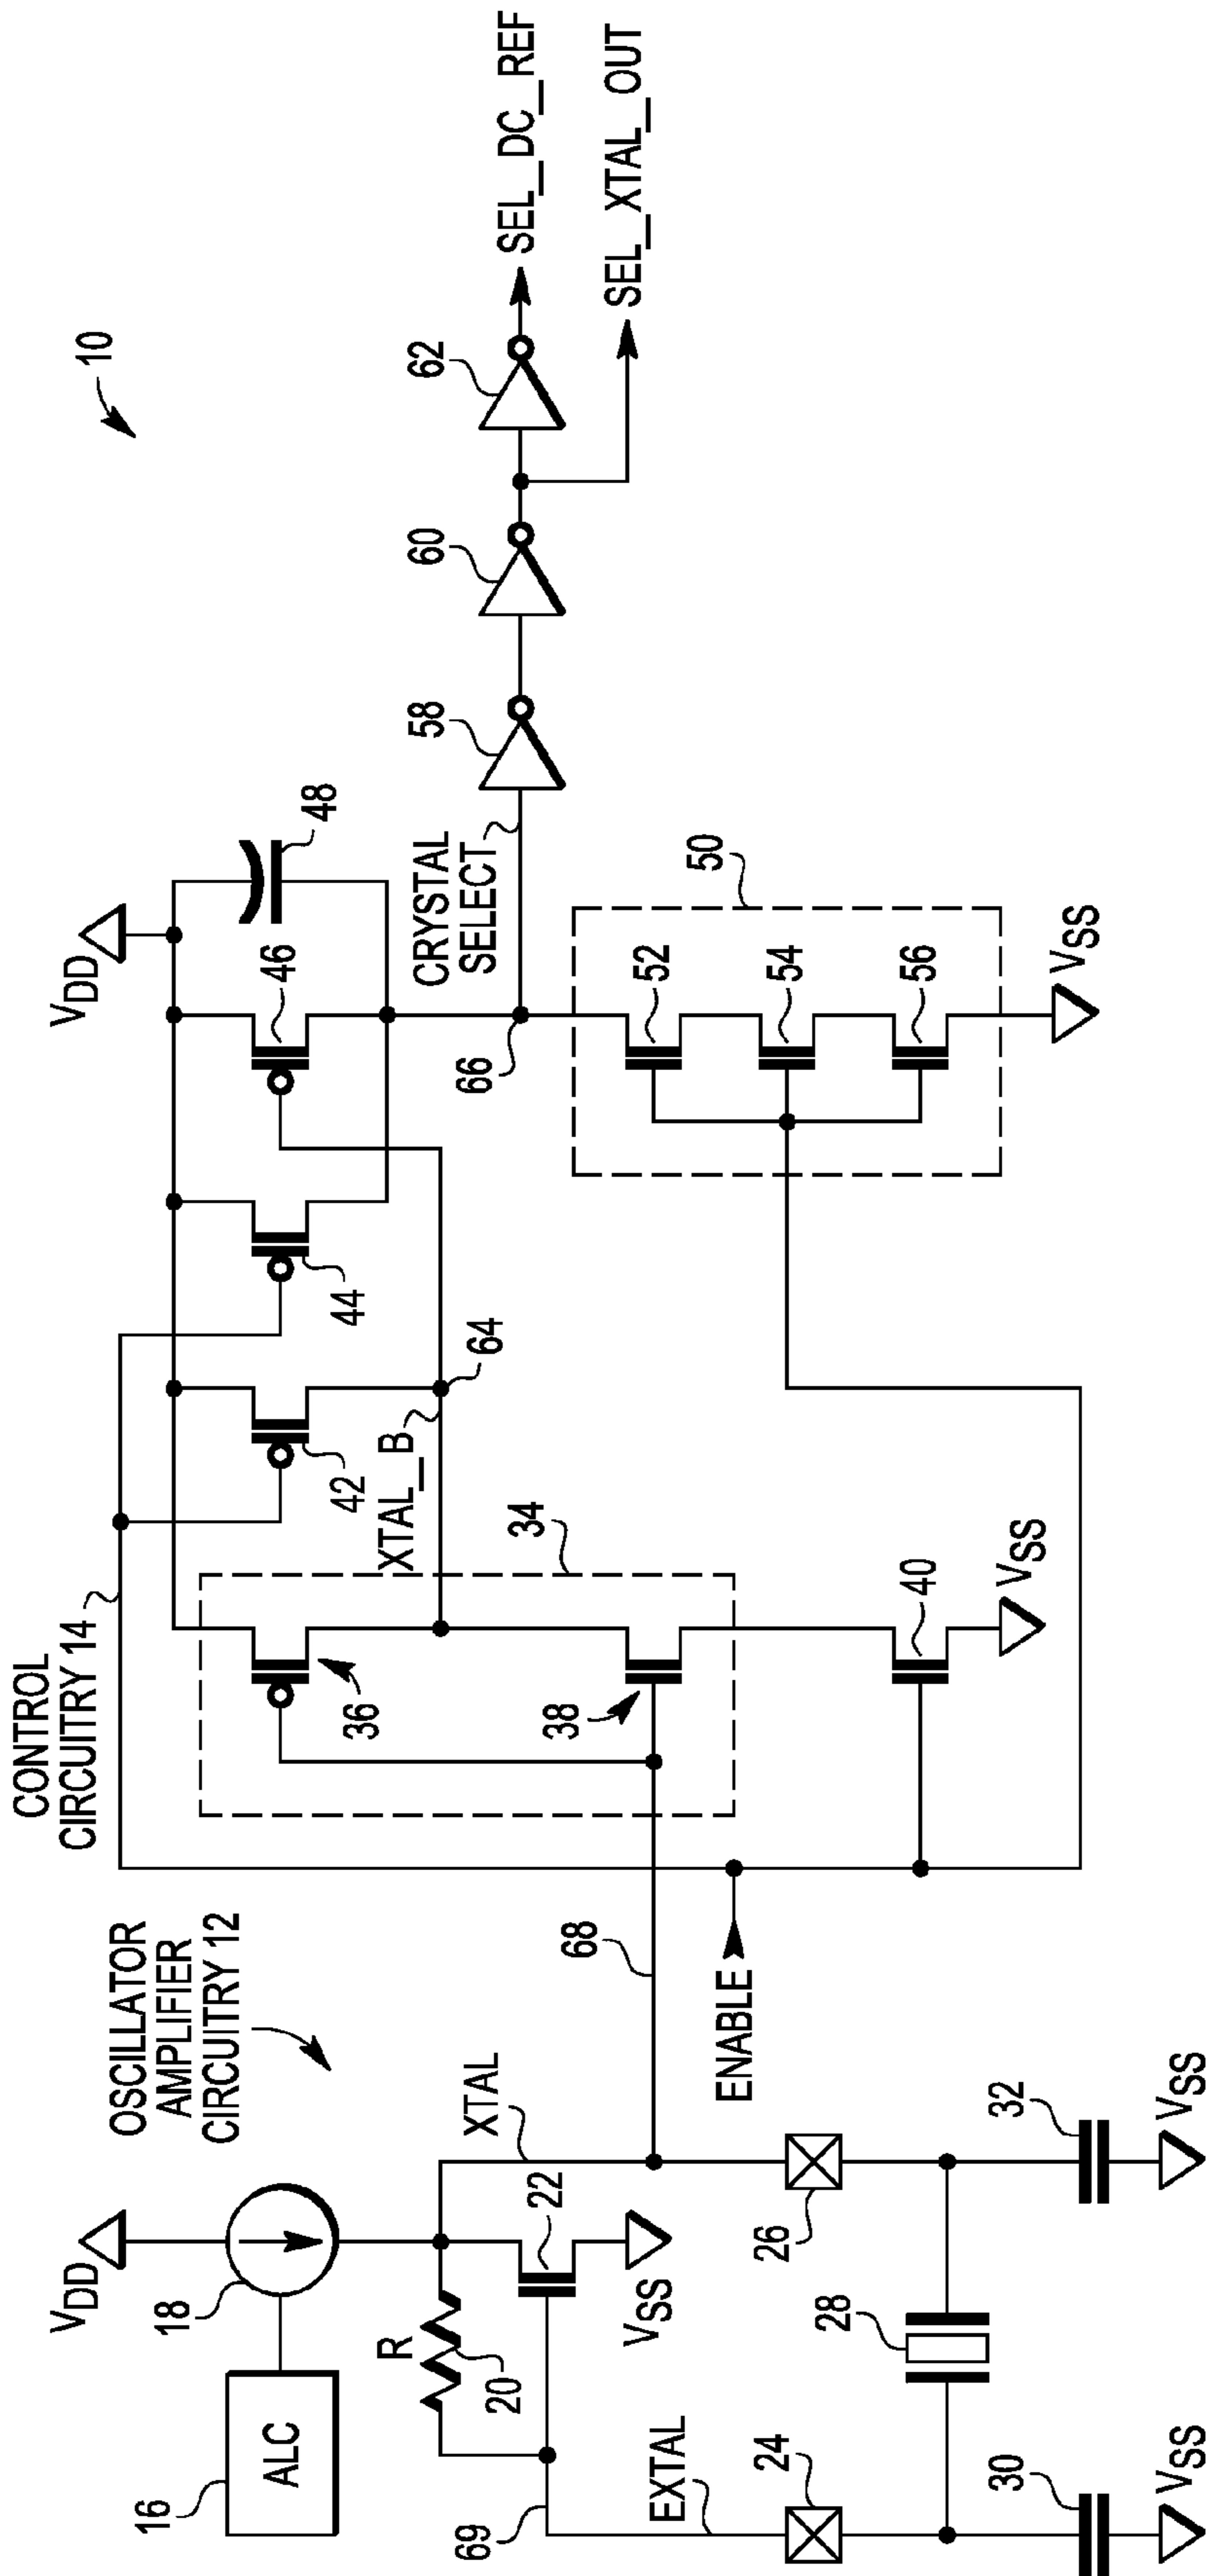 10
CONTROL
CIRCUITRY 14
OSCILLATOR
AMPLIFIER
CIRCUITRY 12
VDD
VDD
16
ALC
18
R
20
22
VSS
69
EXTAL
XTAL
24
26
28
30
32
VSS
VSS
68
ENABLE
34
36
38
40
VSS
42
XTAL_B
64
44
46
48
66
CRYSTAL
SELECT
50
52
54
56
VSS
58
60
62
SEL_DC_REF
SEL_XTAL_OUT